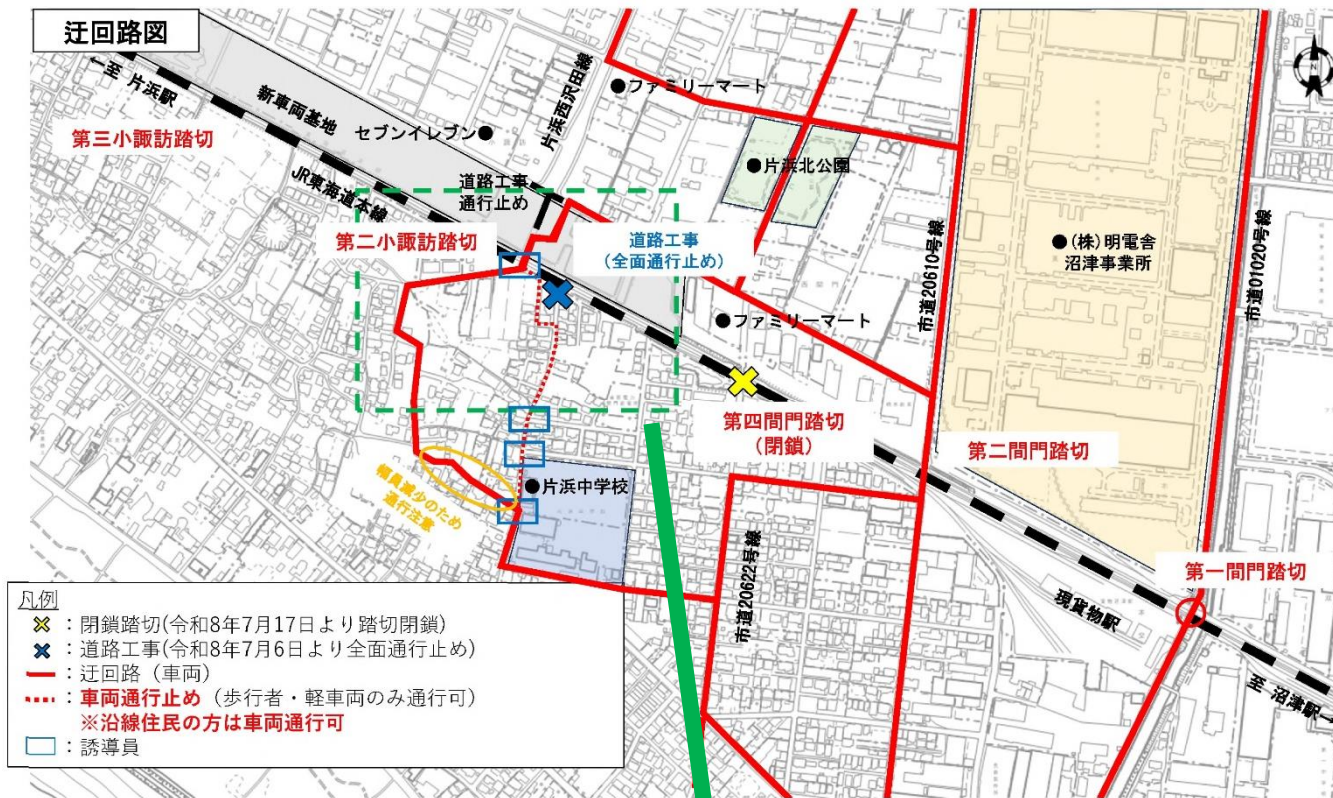 迂回路図
←至 片浜駅
新車両基地
セブンイレブン
片浜西沢田線
ファミリーマート
第三小諏訪踏切
JR東海道本線
道路工事
通行止め
片浜北公園
第二小諏訪踏切
道路工事
(全面通行止め)
(株)明電舎
沼津事業所
市道20610号線
市道01020号線
ファミリーマート
第四間門踏切
(閉鎖)
第二間門踏切
幅員減少のため
通行注意
片浜中学校
市道20622号線
現貨物駅
第一間門踏切
至 沼津駅→
凡例
:閉鎖踏切(令和8年7月17日より踏切閉鎖)
:道路工事(令和8年7月6日より全面通行止め)
:迂回路(車両)
:車両通行止め(歩行者・軽車両のみ通行可)
※沿線住民の方は車両通行可
:誘導員